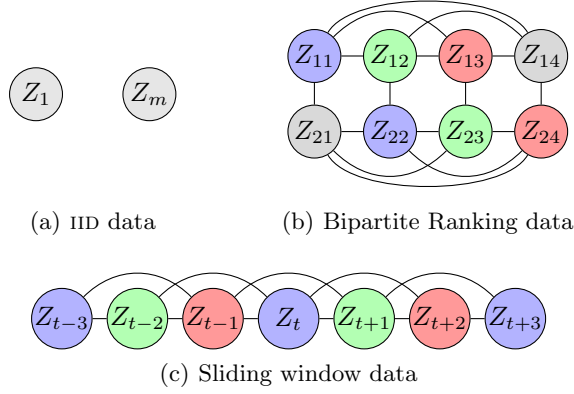 Z₁ Zₘ
Z₁₁ Z₁₂ Z₁₃ Z₁₄
Z₂₁ Z₂₂ Z₂₃ Z₂₄
(a) IID data
(b) Bipartite Ranking data
Zₜ₋₃ Zₜ₋₂ Zₜ₋₁ Zₜ Zₜ₊₁ Zₜ₊₂ Zₜ₊₃
(c) Sliding window data